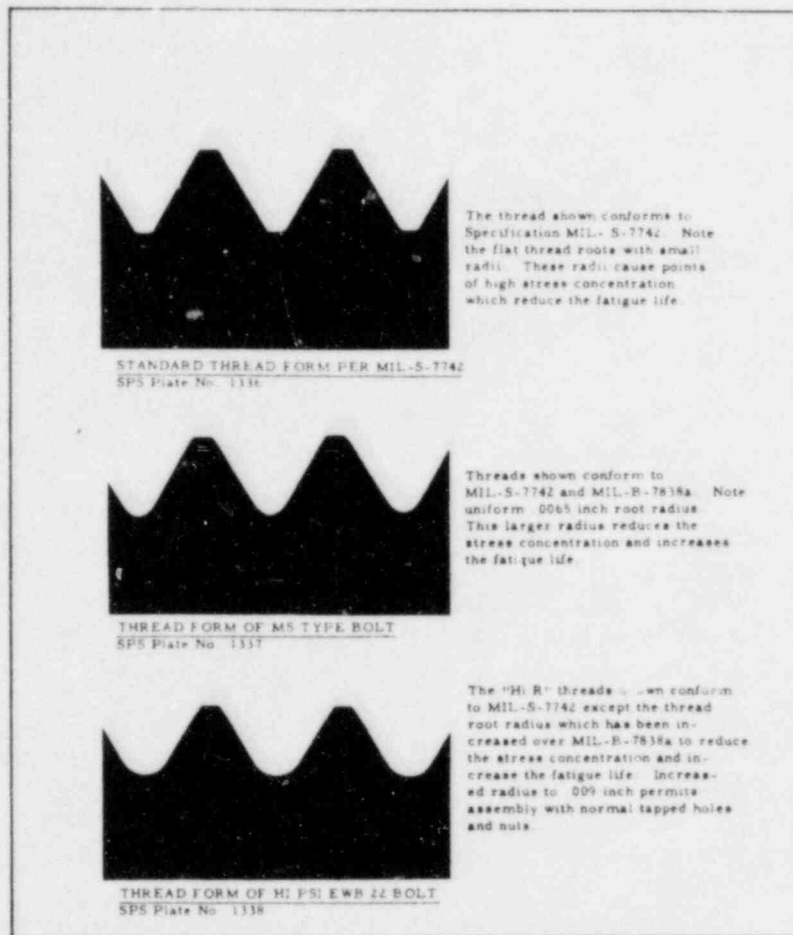 The thread shown conforms to
Specification MIL- S-7742. Note
the flat thread roots with small
radii. These radii cause points
of high stress concentration
which reduce the fatigue life.
STANDARD THREAD FORM PER MIL-S-7742
SPS Plate No. 1336
Threads shown conform to
MIL-S-7742 and MIL-B-7838a. Note
uniform .0065 inch root radius.
This larger radius reduces the
stress concentration and increases
the fatigue life.
THREAD FORM OF MS TYPE BOLT
SPS Plate No. 1337
The "Hi R" threads conform
to MIL-S-7742 except the thread
root radius which has been in-
creased over MIL-B-7838a to reduce
the stress concentration and in-
crease the fatigue life. Increas-
ed radius to .009 inch permits
assembly with normal tapped holes
and nuts.
THREAD FORM OF HI PSI EWB 22 BOLT
SPS Plate No. 1338